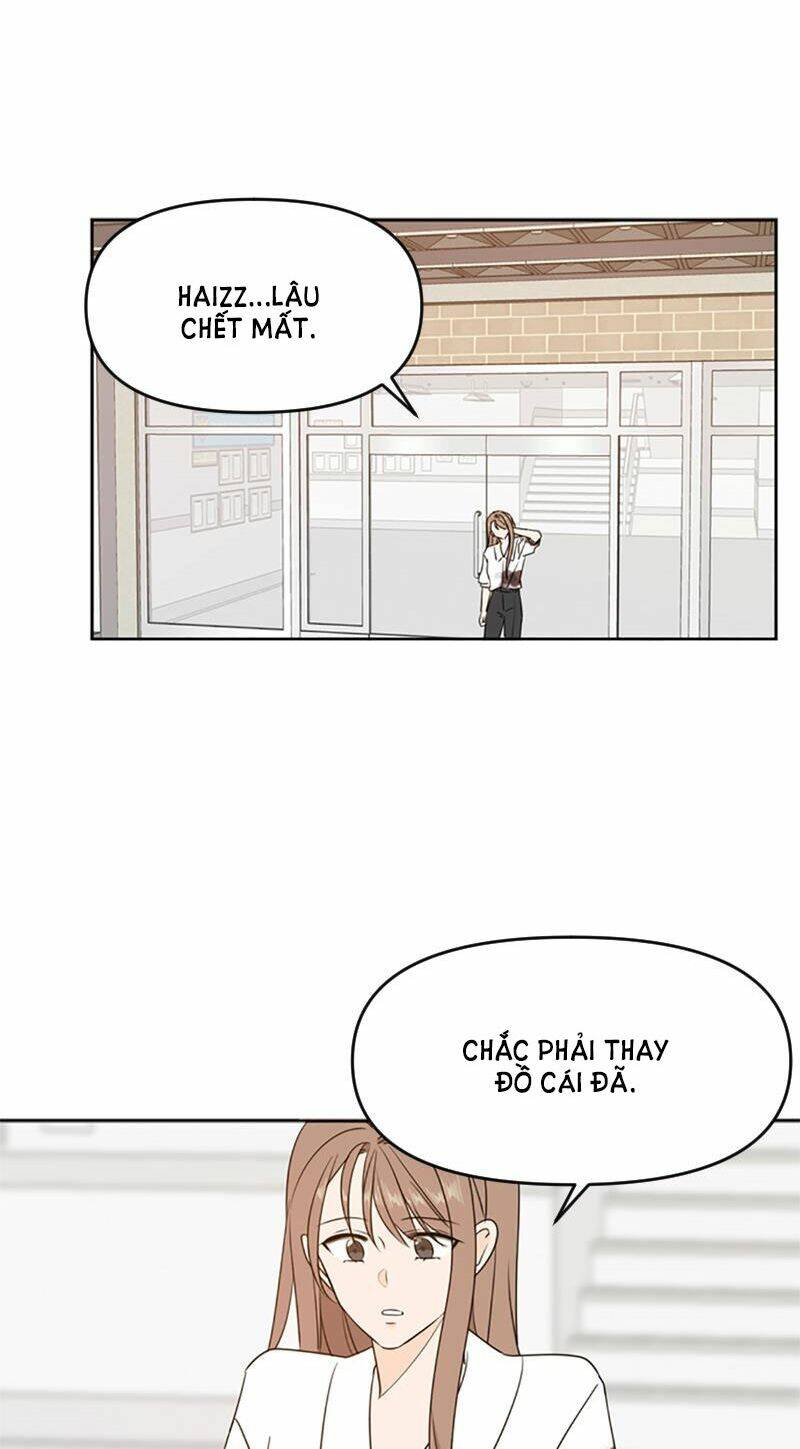 HAIZZ...LÂU
CHẾT MẤT.
CHẮC PHẢI THAY
ĐỒ CÁI ĐÃ.